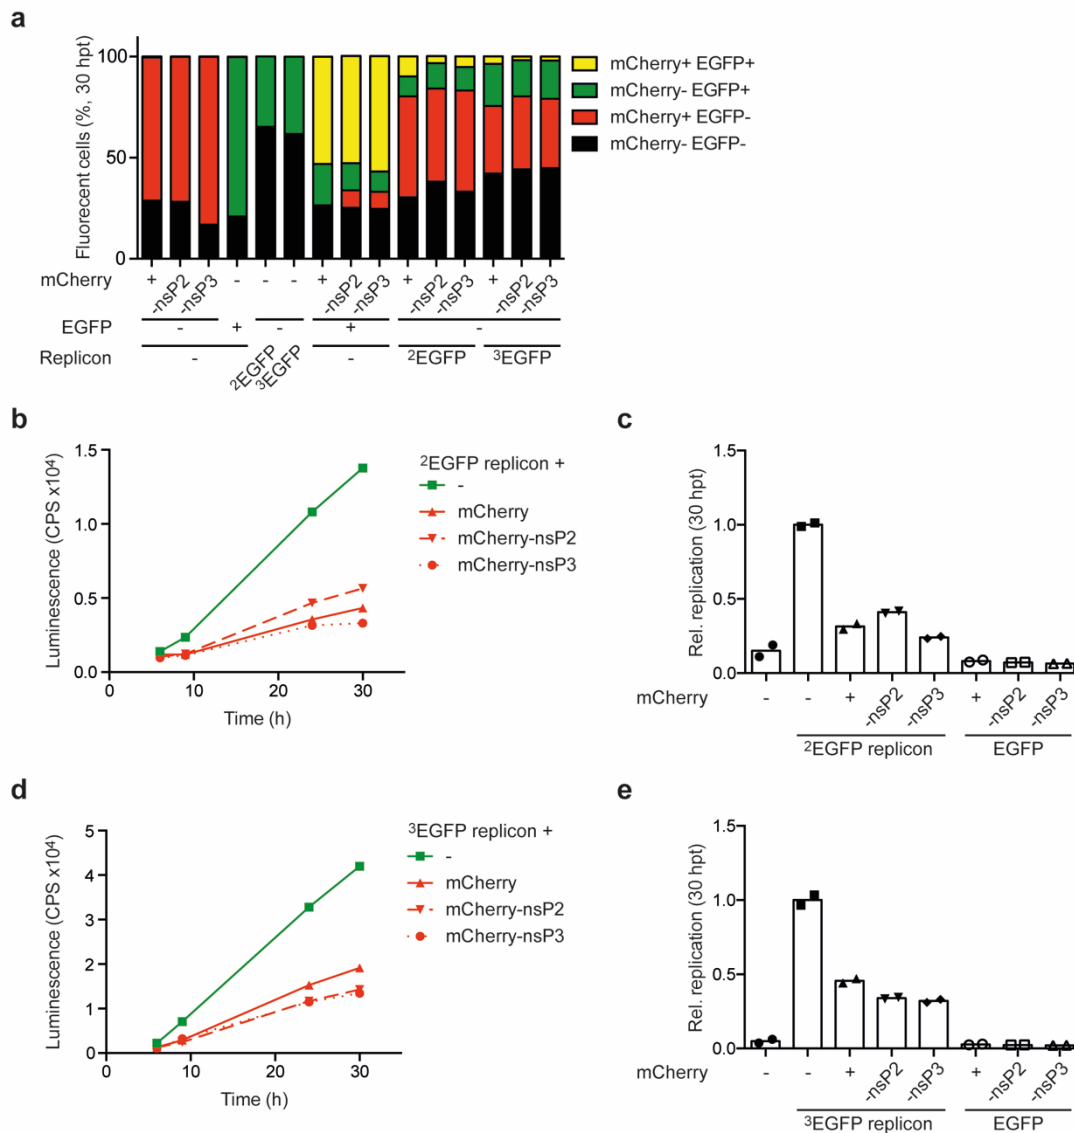 a
Fluorecent cells (%, 30 hpt)
100
50
0
mCherry+ EGFP+
mCherry- EGFP+
mCherry+ EGFP-
mCherry- EGFP-
mCherry + -nsP2 -nsP3 - - - + -nsP2 -nsP3 + -nsP2 -nsP3 + -nsP2 -nsP3
EGFP - + - + -
Replicon - ²EGFP ³EGFP - ²EGFP ³EGFP
b
Luminescence (CPS x10⁴)
1.5
1.0
0.5
0.0
0 10 20 30
Time (h)
²EGFP replicon +
-
mCherry
mCherry-nsP2
mCherry-nsP3
c
Rel. replication (30 hpt)
1.5
1.0
0.5
0.0
mCherry - - + -nsP2 -nsP3 + -nsP2 -nsP3
²EGFP replicon EGFP
d
Luminescence (CPS x10⁴)
5
4
3
2
1
0
0 10 20 30
Time (h)
³EGFP replicon +
-
mCherry
mCherry-nsP2
mCherry-nsP3
e
Rel. replication (30 hpt)
1.5
1.0
0.5
0.0
mCherry - - + -nsP2 -nsP3 + -nsP2 -nsP3
³EGFP replicon EGFP